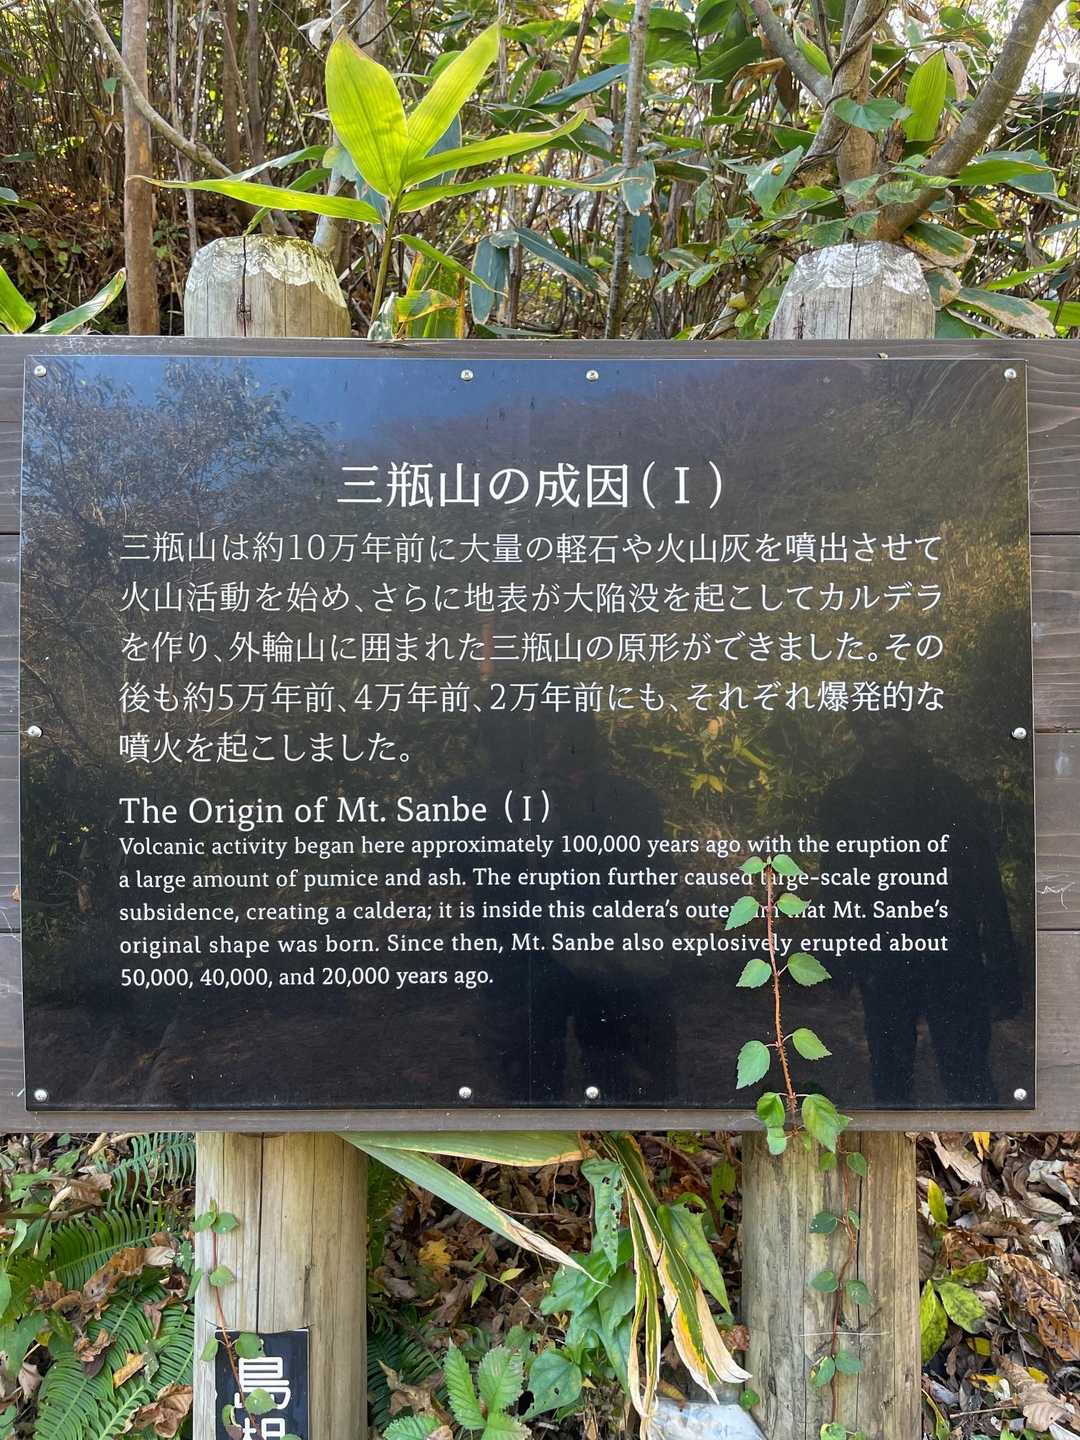 三瓶山の成因(Ⅰ)
三瓶山は約10万年前に大量の軽石や火山灰を噴出させて
火山活動を始め、さらに地表が大陥没を起こしてカルデラ
を作り、外輪山に囲まれた三瓶山の原形ができました。その
後も約5万年前、4万年前、2万年前にも、それぞれ爆発的な
噴火を起こしました。
The Origin of Mt. Sanbe (Ⅰ)
Volcanic activity began here approximately 100,000 years ago with the eruption of
a large amount of pumice and ash. The eruption further caused large-scale ground
subsidence, creating a caldera; it is inside this caldera's outer that Mt. Sanbe's
original shape was born. Since then, Mt. Sanbe also explosively erupted about
50,000, 40,000, and 20,000 years ago.
島